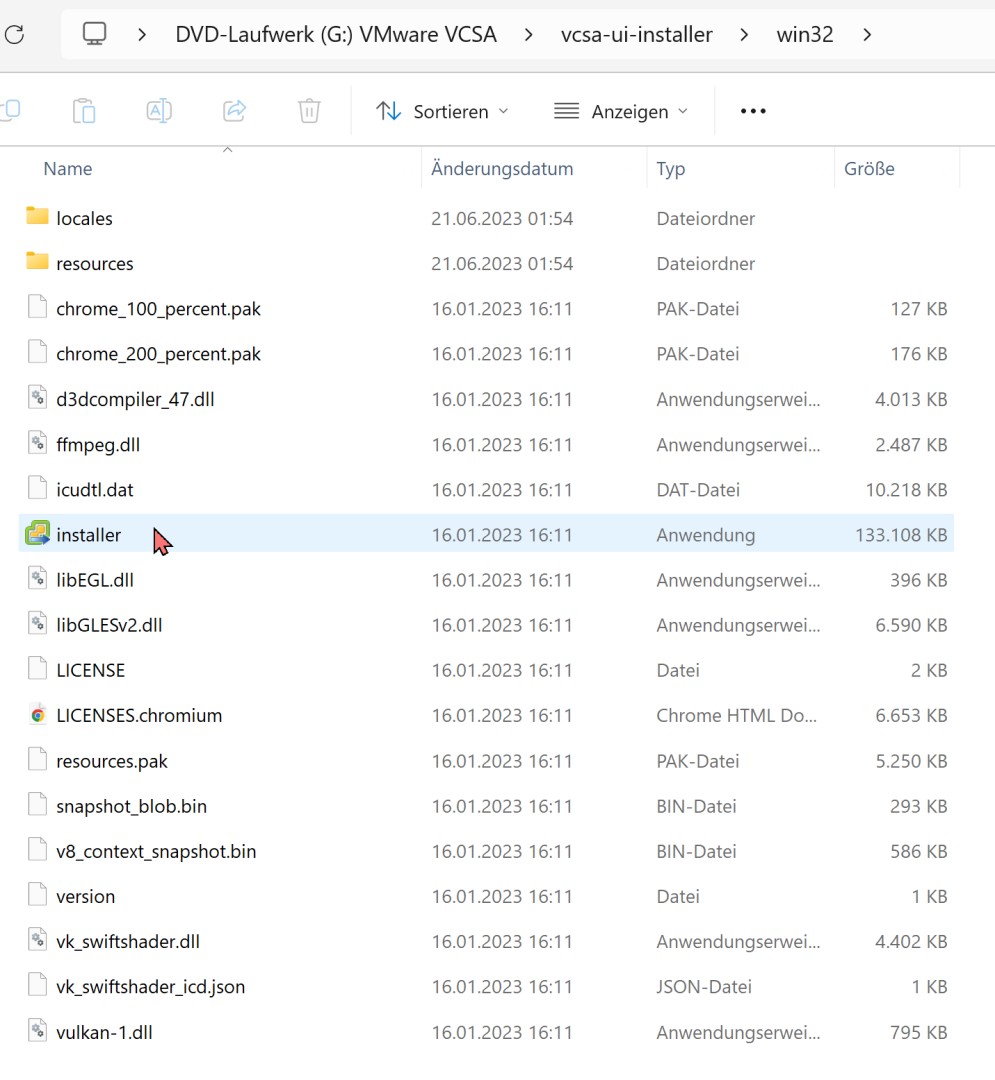 DVD-Laufwerk (G:) VMware VCSA > vcsa-ui-installer > win32 >
Sortieren Anzeigen
Name Änderungsdatum Typ Größe
locales 21.06.2023 01:54 Dateiordner
resources 21.06.2023 01:54 Dateiordner
chrome_100_percent.pak 16.01.2023 16:11 PAK-Datei 127 KB
chrome_200_percent.pak 16.01.2023 16:11 PAK-Datei 176 KB
d3dcompiler_47.dll 16.01.2023 16:11 Anwendungserwei... 4.013 KB
ffmpeg.dll 16.01.2023 16:11 Anwendungserwei... 2.487 KB
icudtl.dat 16.01.2023 16:11 DAT-Datei 10.218 KB
installer 16.01.2023 16:11 Anwendung 133.108 KB
libEGL.dll 16.01.2023 16:11 Anwendungserwei... 396 KB
libGLESv2.dll 16.01.2023 16:11 Anwendungserwei... 6.590 KB
LICENSE 16.01.2023 16:11 Datei 2 KB
LICENSES.chromium 16.01.2023 16:11 Chrome HTML Do... 6.653 KB
resources.pak 16.01.2023 16:11 PAK-Datei 5.250 KB
snapshot_blob.bin 16.01.2023 16:11 BIN-Datei 293 KB
v8_context_snapshot.bin 16.01.2023 16:11 BIN-Datei 586 KB
version 16.01.2023 16:11 Datei 1 KB
vk_swiftshader.dll 16.01.2023 16:11 Anwendungserwei... 4.402 KB
vk_swiftshader_icd.json 16.01.2023 16:11 JSON-Datei 1 KB
vulkan-1.dll 16.01.2023 16:11 Anwendungserwei... 795 KB